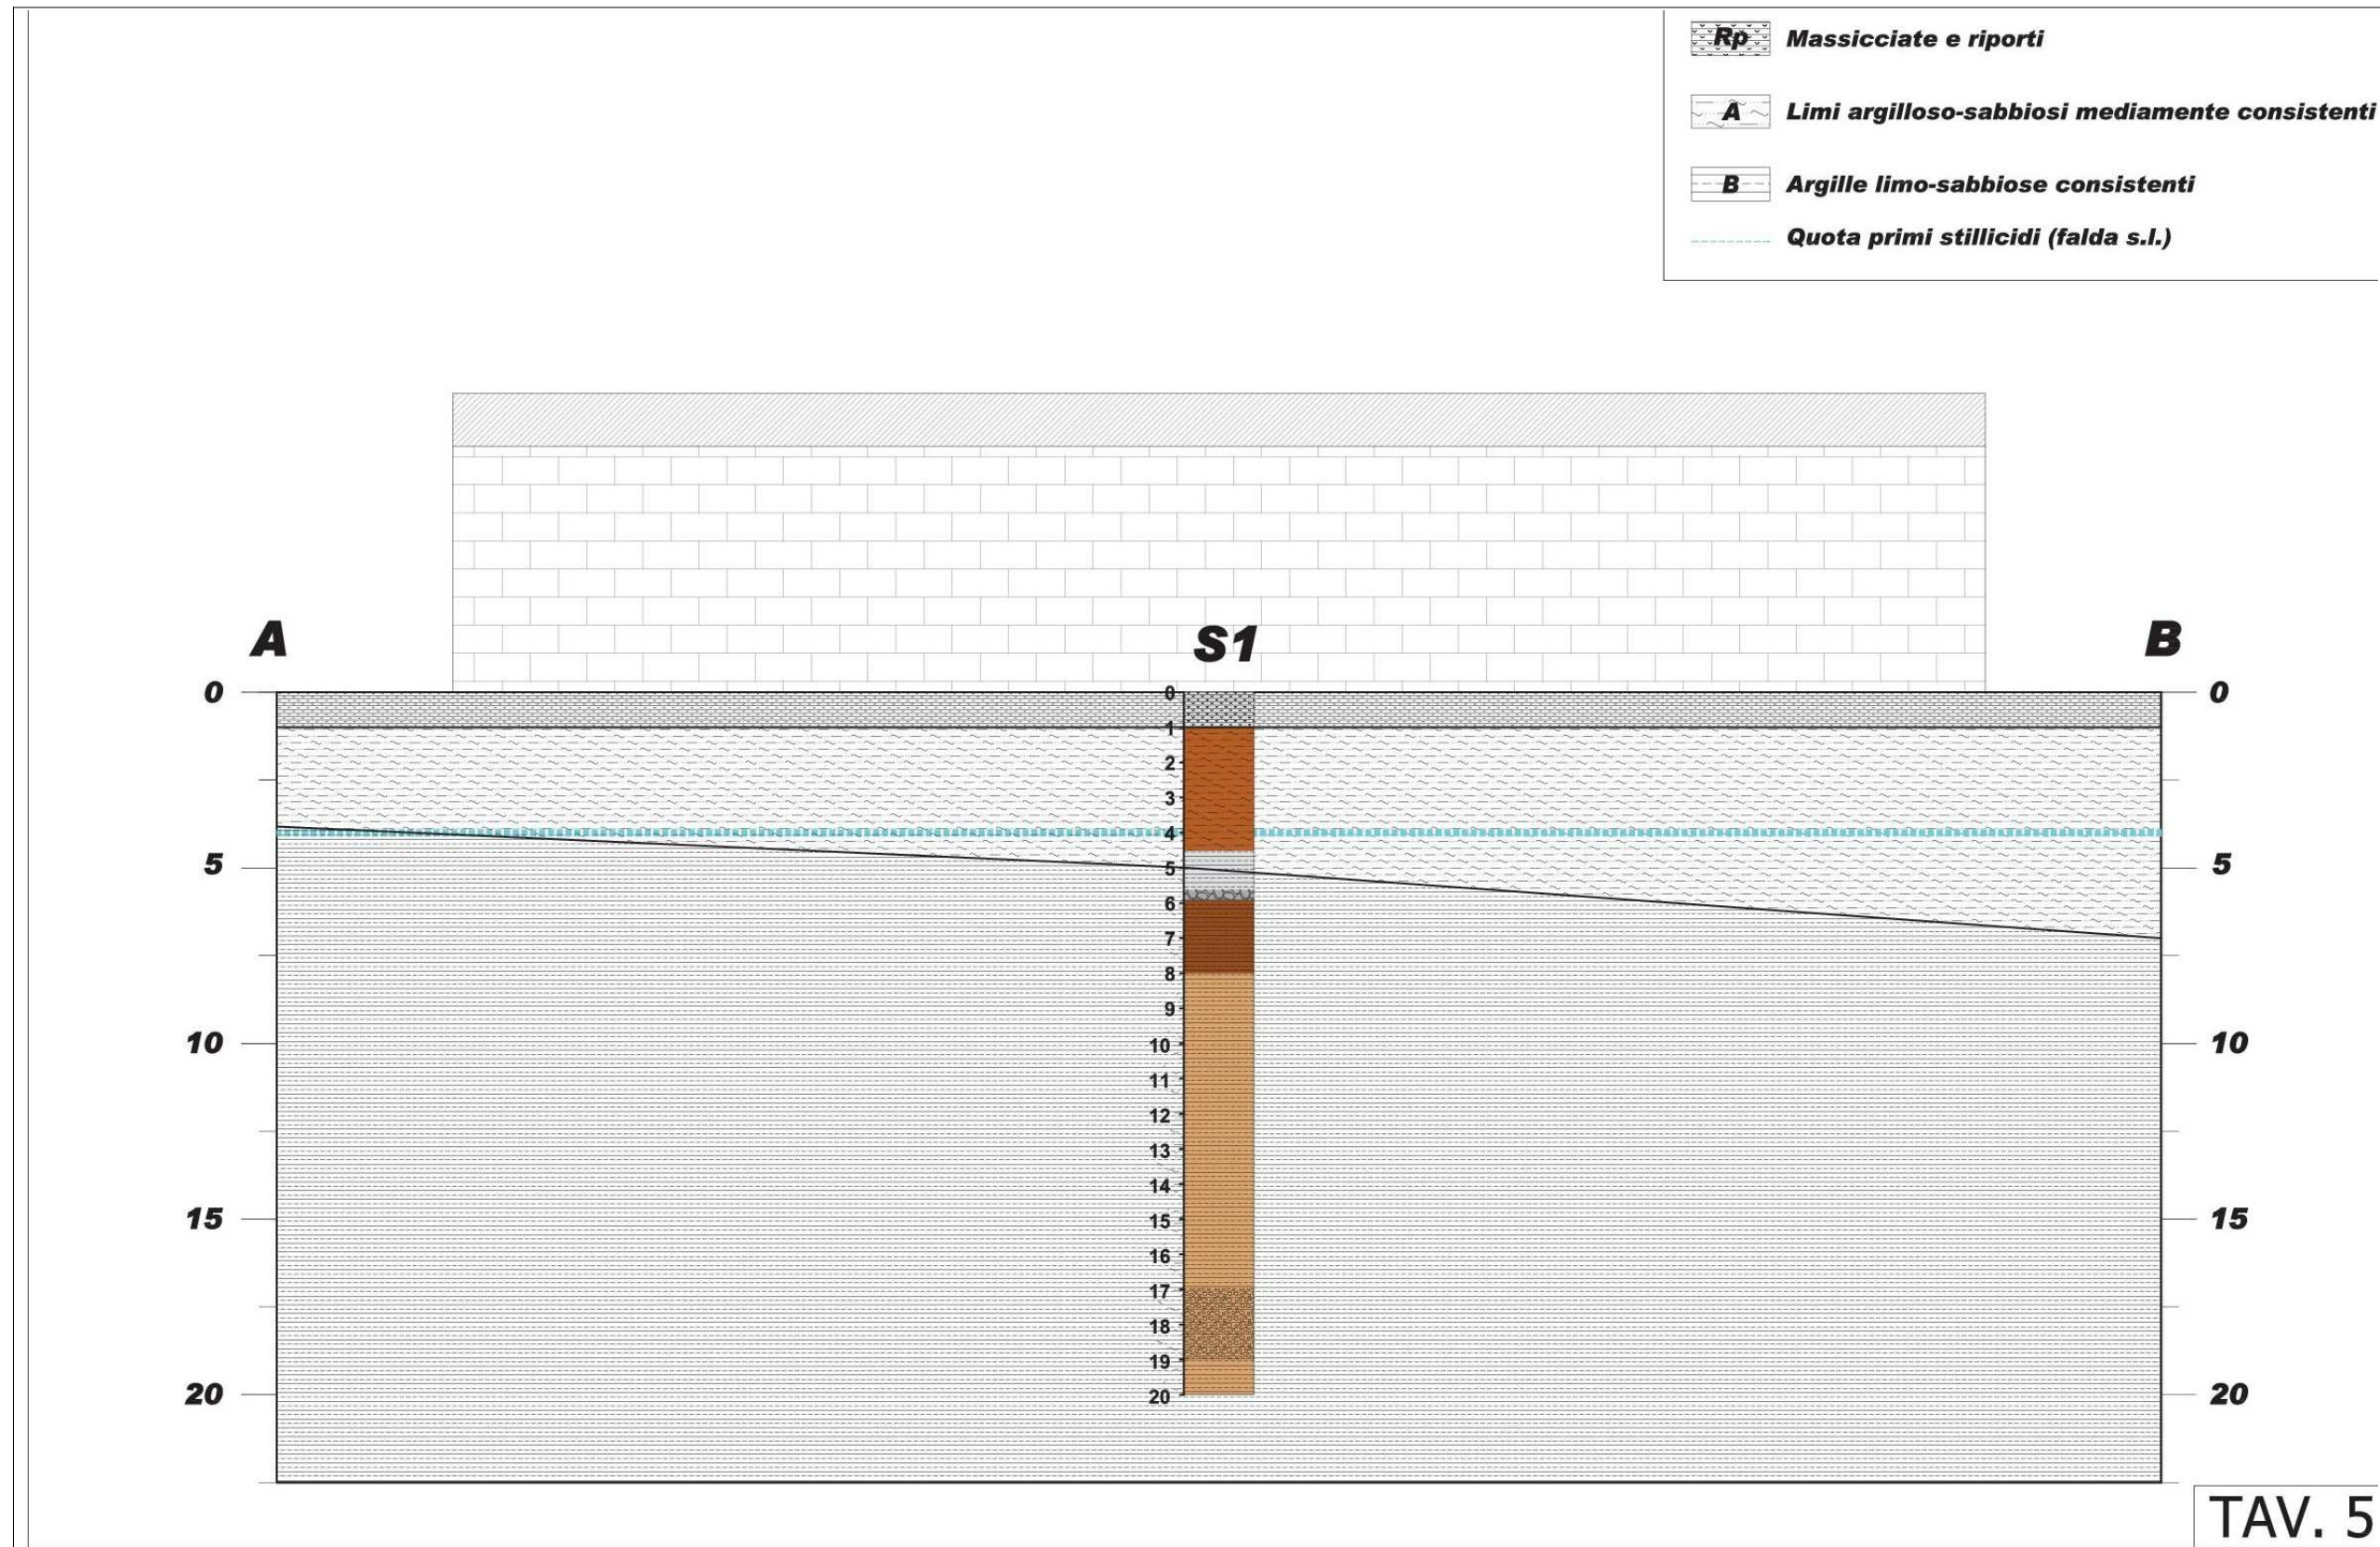 Rp Massicciate e riporti
A Limi argilloso-sabbiosi mediamente consistenti
B Argille limo-sabbiose consistenti
Quota primi stillicidi (falda s.l.)
A S1 B
0 0 0
1
2
3
4
5 5 5
6
7
8
9
10 10 10
11
12
13
14
15 15 15
16
17
18
19
20 20 20
TAV. 5